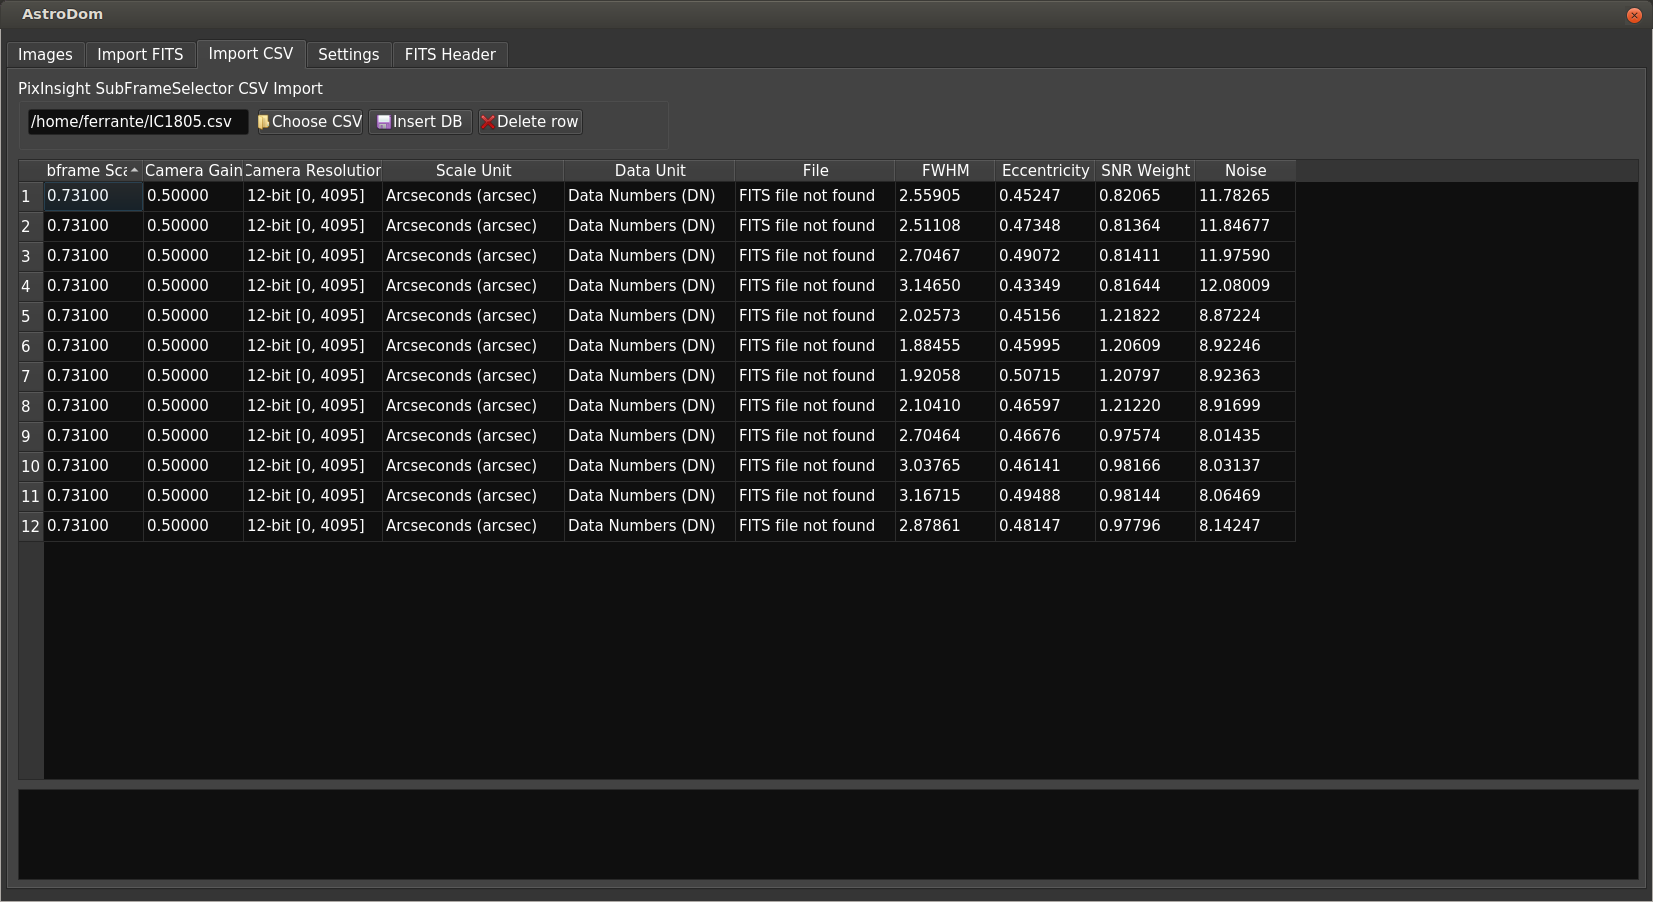 AstroDom
Images Import FITS Import CSV Settings FITS Header
PixInsight SubFrameSelector CSV Import
/home/ferrante/IC1805.csv Choose CSV Insert DB Delete row
bframe Sca Camera Gain Camera Resolution Scale Unit Data Unit File FWHM Eccentricity SNR Weight Noise
1 0.73100 0.50000 12-bit [0, 4095] Arcseconds (arcsec) Data Numbers (DN) FITS file not found 2.55905 0.45247 0.82065 11.78265
2 0.73100 0.50000 12-bit [0, 4095] Arcseconds (arcsec) Data Numbers (DN) FITS file not found 2.51108 0.47348 0.81364 11.84677
3 0.73100 0.50000 12-bit [0, 4095] Arcseconds (arcsec) Data Numbers (DN) FITS file not found 2.70467 0.49072 0.81411 11.97590
4 0.73100 0.50000 12-bit [0, 4095] Arcseconds (arcsec) Data Numbers (DN) FITS file not found 3.14650 0.43349 0.81644 12.08009
5 0.73100 0.50000 12-bit [0, 4095] Arcseconds (arcsec) Data Numbers (DN) FITS file not found 2.02573 0.45156 1.21822 8.87224
6 0.73100 0.50000 12-bit [0, 4095] Arcseconds (arcsec) Data Numbers (DN) FITS file not found 1.88455 0.45995 1.20609 8.92246
7 0.73100 0.50000 12-bit [0, 4095] Arcseconds (arcsec) Data Numbers (DN) FITS file not found 1.92058 0.50715 1.20797 8.92363
8 0.73100 0.50000 12-bit [0, 4095] Arcseconds (arcsec) Data Numbers (DN) FITS file not found 2.10410 0.46597 1.21220 8.91699
9 0.73100 0.50000 12-bit [0, 4095] Arcseconds (arcsec) Data Numbers (DN) FITS file not found 2.70464 0.46676 0.97574 8.01435
10 0.73100 0.50000 12-bit [0, 4095] Arcseconds (arcsec) Data Numbers (DN) FITS file not found 3.03765 0.46141 0.98166 8.03137
11 0.73100 0.50000 12-bit [0, 4095] Arcseconds (arcsec) Data Numbers (DN) FITS file not found 3.16715 0.49488 0.98144 8.06469
12 0.73100 0.50000 12-bit [0, 4095] Arcseconds (arcsec) Data Numbers (DN) FITS file not found 2.87861 0.48147 0.97796 8.14247